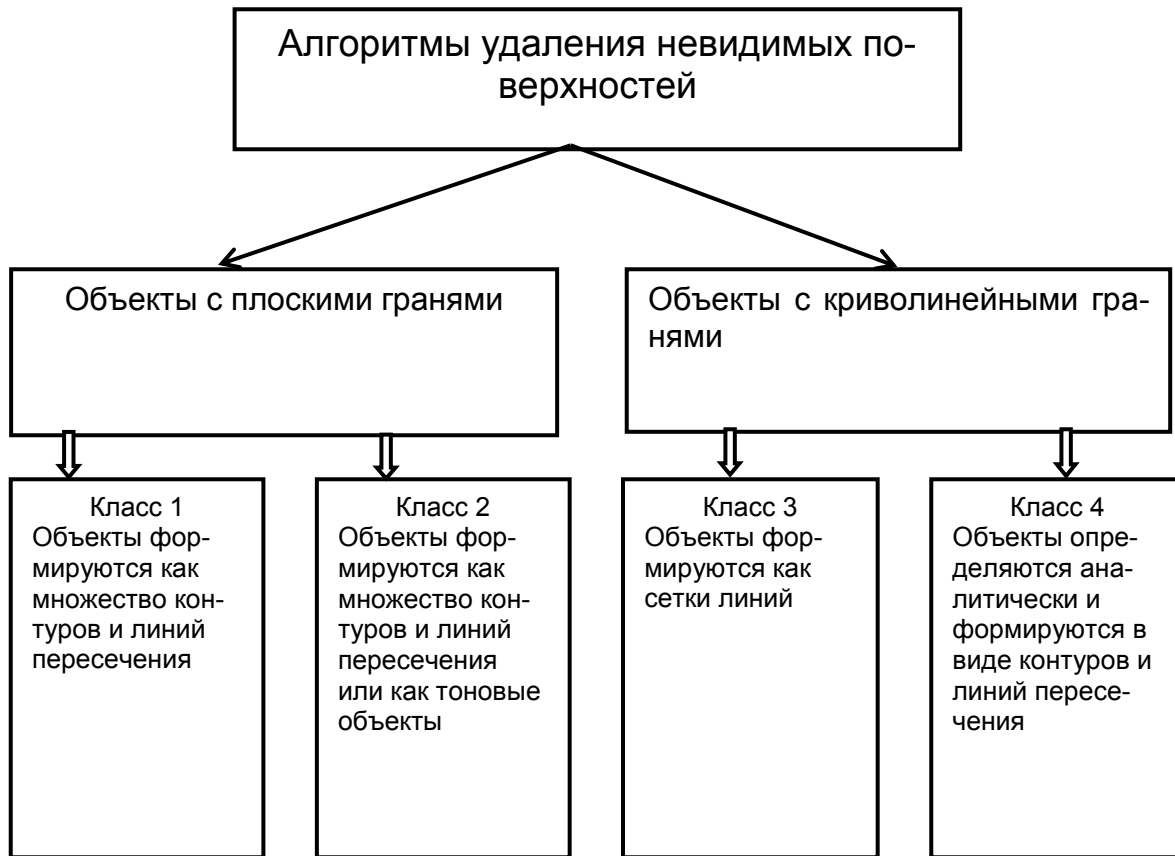 Алгоритмы удаления невидимых по-
верхностей
Объекты с плоскими гранями
Объекты с криволинейными гра-
нями
Класс 1
Объекты фор-
мируются как
множество кон-
туров и линий
пересечения
Класс 2
Объекты фор-
мируются как
множество кон-
туров и линий
пересечения
или как тоновые
объекты
Класс 3
Объекты фор-
мируются как
сетки линий
Класс 4
Объекты опре-
деляются ана-
литически и
формируются в
виде контуров и
линий пересе-
чения